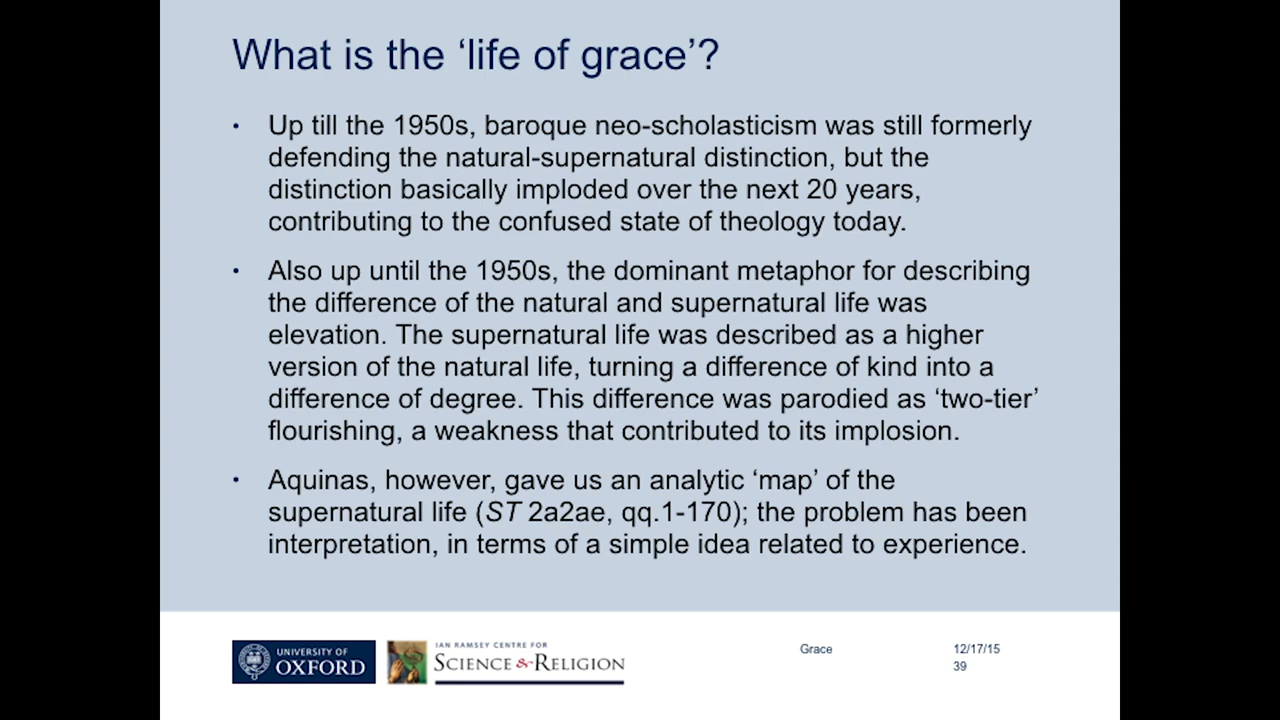 What is the ‘life of grace’?
• Up till the 1950s, baroque neo-scholasticism was still formerly
defending the natural-supernatural distinction, but the
distinction basically imploded over the next 20 years,
contributing to the confused state of theology today.
• Also up until the 1950s, the dominant metaphor for describing
the difference of the natural and supernatural life was
elevation. The supernatural life was described as a higher
version of the natural life, turning a difference of kind into a
difference of degree. This difference was parodied as ‘two-tier’
flourishing, a weakness that contributed to its implosion.
• Aquinas, however, gave us an analytic ‘map’ of the
supernatural life (ST 2a2ae, qq.1-170); the problem has been
interpretation, in terms of a simple idea related to experience.
UNIVERSITY OF
OXFORD
IAN RAMSEY CENTRE FOR
SCIENCE & RELIGION
Grace
12/17/15
39